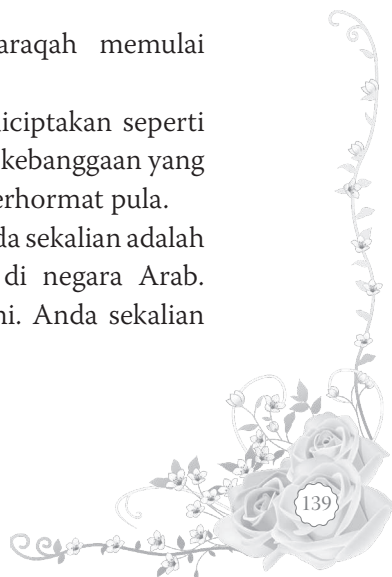 araqah memulai
iciptakan seperti
kebanggaan yang
erhormat pula.
da sekalian adalah
di negara Arab.
ni. Anda sekalian
139